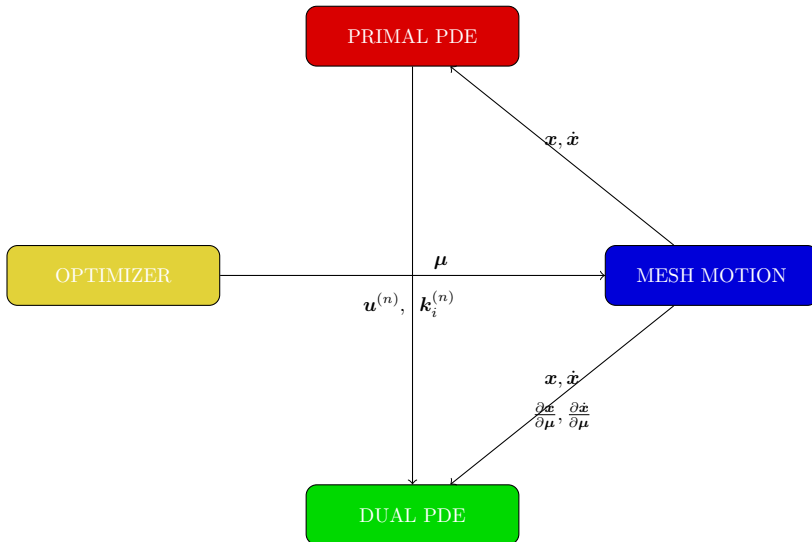 PRIMAL PDE
𝒙, 𝒙̇
OPTIMIZER
𝝁
MESH MOTION
𝒖⁽ⁿ⁾, 𝒌ᵢ⁽ⁿ⁾
𝒙, 𝒙̇
∂𝒙/∂𝝁, ∂𝒙̇/∂𝝁
DUAL PDE